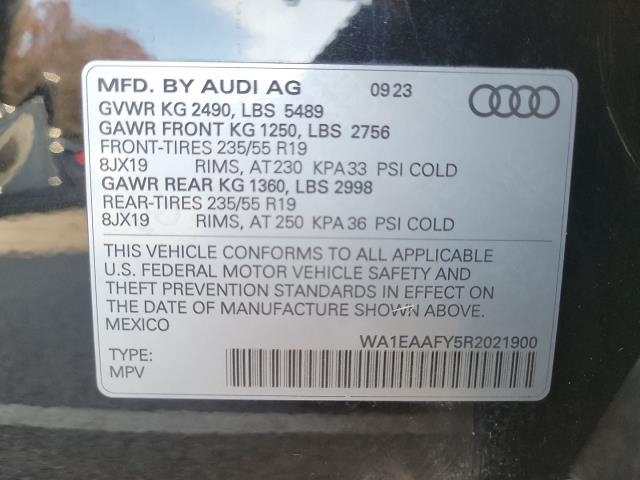 MFD. BY AUDI AG 09 23
GVWR KG 2490, LBS 5489
GAWR FRONT KG 1250, LBS 2756
FRONT-TIRES 235/55 R19
8JX19 RIMS, AT 230 KPA 33 PSI COLD
GAWR REAR KG 1360, LBS 2998
REAR-TIRES 235/55 R19
8JX19 RIMS, AT 250 KPA 36 PSI COLD
THIS VEHICLE CONFORMS TO ALL APPLICABLE
U.S. FEDERAL MOTOR VEHICLE SAFETY AND
THEFT PREVENTION STANDARDS IN EFFECT ON
THE DATE OF MANUFACTURE SHOWN ABOVE.
MEXICO
WA1EAAFY5R2021900
TYPE:
MPV